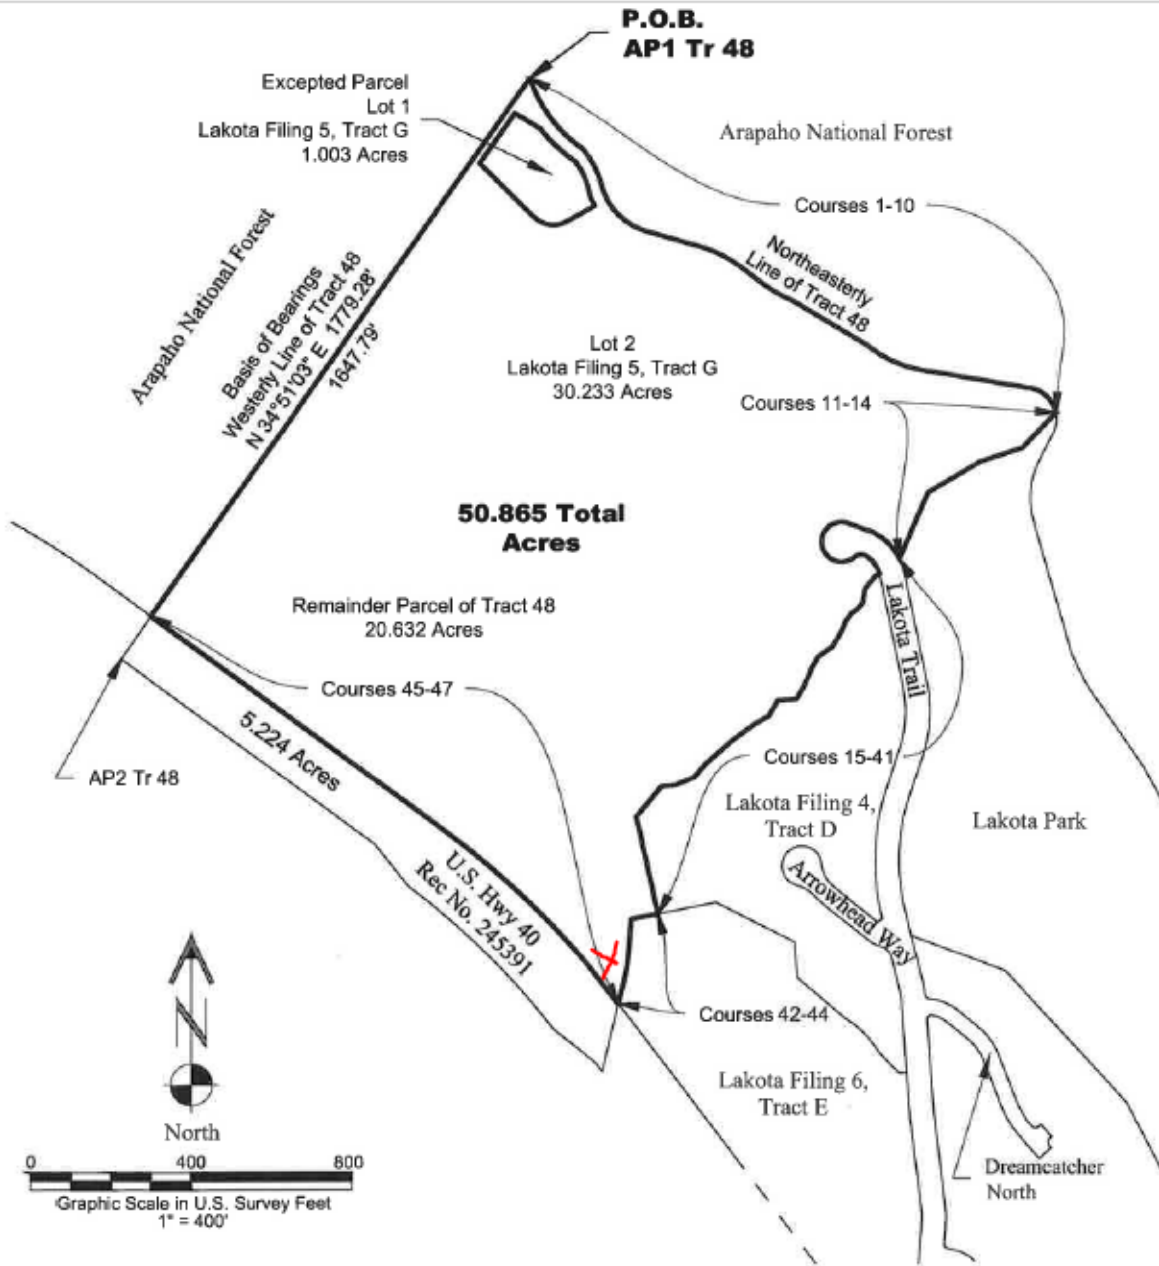 P.O.B.
AP1 Tr 48
Excepted Parcel
Lot 1
Lakota Filing 5, Tract G
1.003 Acres
Arapaho National Forest
Courses 1-10
Arapaho National Forest
Basis of Bearings
Westerly Line of Tract 48
N 34°51'03" E 1779.28'
1647.79'
Northeasterly
Line of Tract 48
Lot 2
Lakota Filing 5, Tract G
30.233 Acres
Courses 11-14
50.865 Total
Acres
Remainder Parcel of Tract 48
20.632 Acres
Lakota Trail
Courses 45-47
5.224 Acres
AP2 Tr 48
Courses 15-41
Lakota Filing 4,
Tract D
Lakota Park
U.S. Hwy 40
Rec No. 245391
Arrowhead Way
Courses 42-44
N
Lakota Filing 6,
Tract E
North
Dreamcatcher
North
0 400 800
Graphic Scale in U.S. Survey Feet
1" = 400'